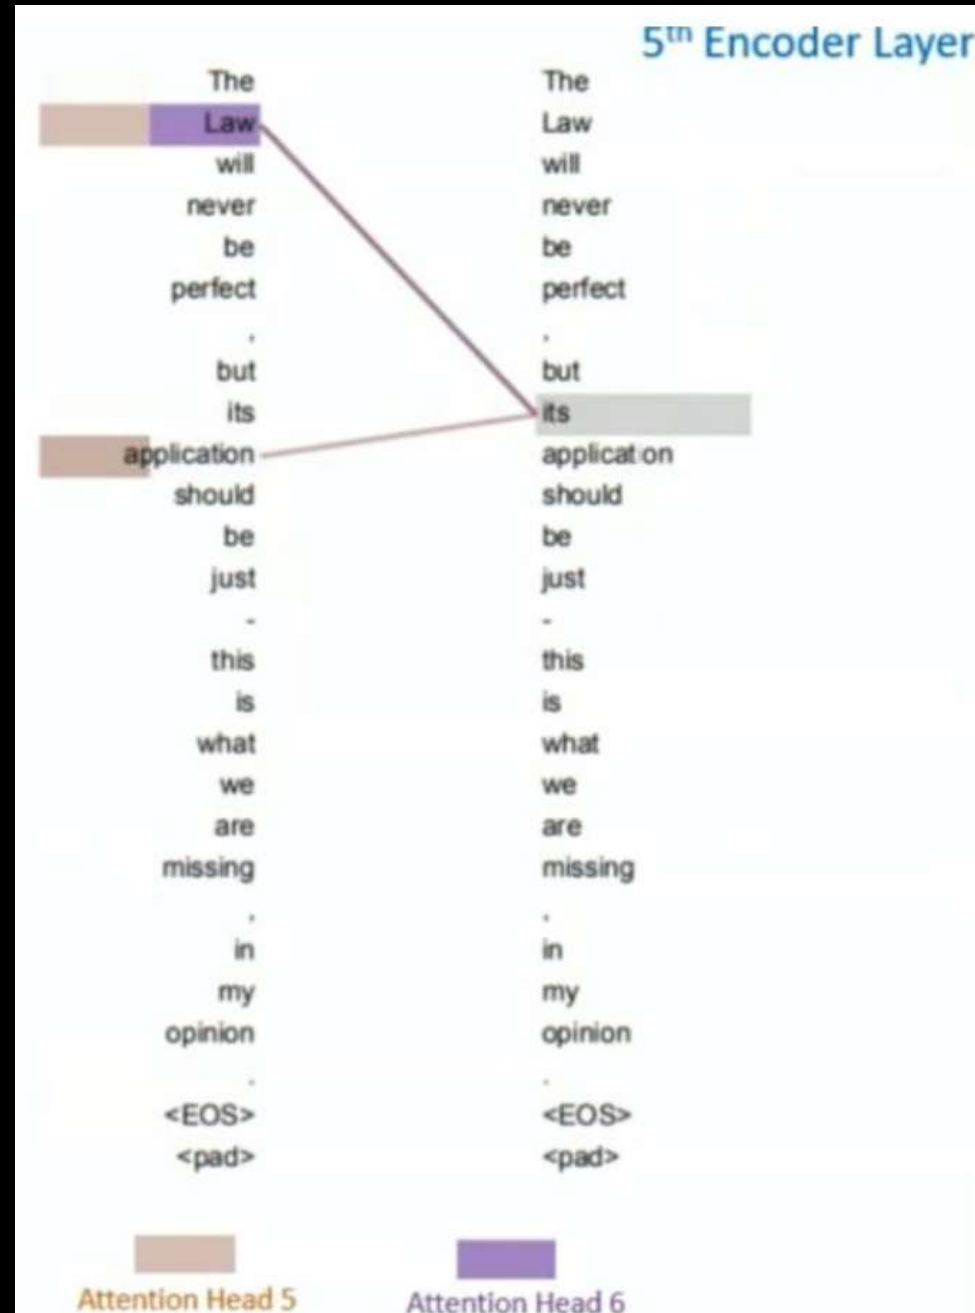 5th Encoder Layer
The The
Law Law
will will
never never
be be
perfect perfect
, ,
but but
its its
application application
should should
be be
just just
- -
this this
is is
what what
we we
are are
missing missing
, ,
in in
my my
opinion opinion
. .
<EOS> <EOS>
<pad> <pad>
Attention Head 5 Attention Head 6